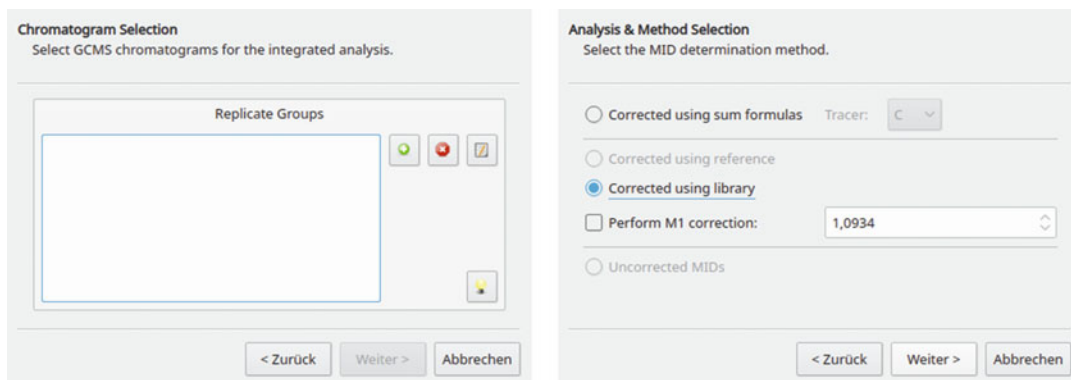 Chromatogram Selection
Select GCMS chromatograms for the integrated analysis.
Replicate Groups
< Zurück
Weiter >
Abbrechen
Analysis & Method Selection
Select the MID determination method.
Corrected using sum formulas
Tracer:
C
Corrected using reference
Corrected using library
Perform M1 correction:
1,0934
Uncorrected MIDs
< Zurück
Weiter >
Abbrechen